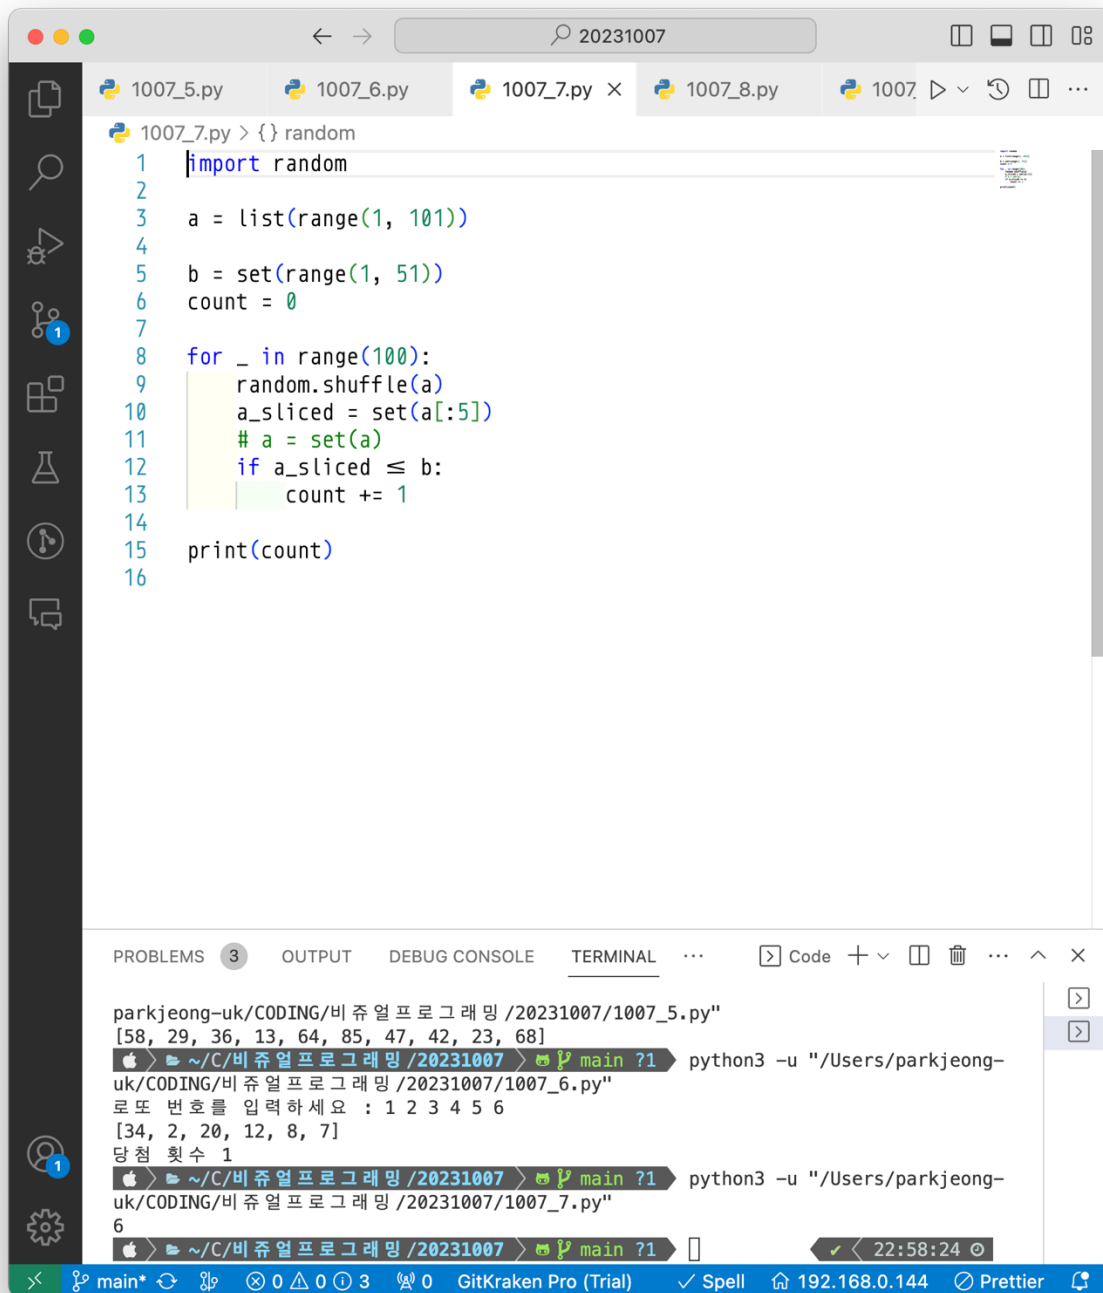 20231007
1007_5.py 1007_6.py 1007_7.py 1007_8.py 1007_
1007_7.py > {} random
1 import random
2
3 a = list(range(1, 101))
4
5 b = set(range(1, 51))
6 count = 0
7
8 for _ in range(100):
9 random.shuffle(a)
10 a_sliced = set(a[:5])
11 # a = set(a)
12 if a_sliced ≤ b:
13 count += 1
14
15 print(count)
16
PROBLEMS 3 OUTPUT DEBUG CONSOLE TERMINAL ··· Code
parkjeong-uk/CODING/비쥬얼프로그래밍/20231007/1007_5.py"
[58, 29, 36, 13, 64, 85, 47, 42, 23, 68]
~/C/비쥬얼프로그래밍/20231007 main ?1 python3 -u "/Users/parkjeong-
uk/CODING/비쥬얼프로그래밍/20231007/1007_6.py"
로또 번호를 입력하세요 : 1 2 3 4 5 6
[34, 2, 20, 12, 8, 7]
당첨 횟수 1
~/C/비쥬얼프로그래밍/20231007 main ?1 python3 -u "/Users/parkjeong-
uk/CODING/비쥬얼프로그래밍/20231007/1007_7.py"
6
~/C/비쥬얼프로그래밍/20231007 main ?1 22:58:24
main* 0 0 3 0 GitKraken Pro (Trial) Spell 192.168.0.144 Prettier
1
1